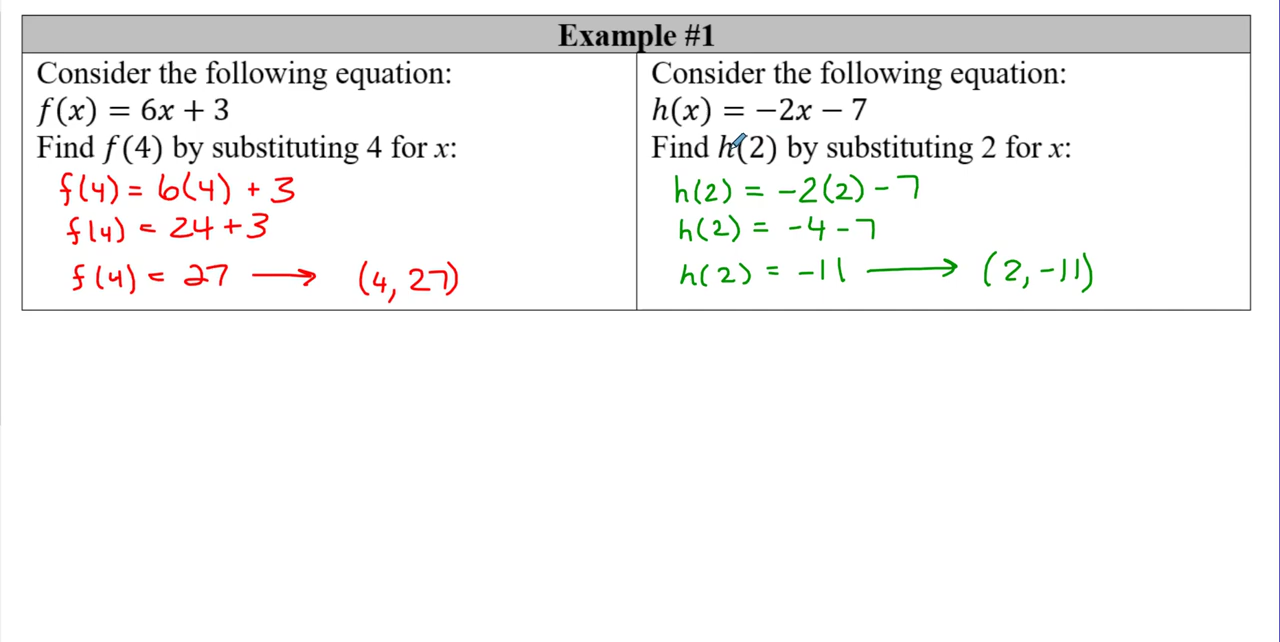 Example #1
Consider the following equation:
f(x) = 6x + 3
Find f(4) by substituting 4 for x:
f(4) = 6(4) + 3
f(4) = 24 + 3
f(4) = 27 ⟶ (4, 27)
Consider the following equation:
h(x) = −2x − 7
Find h(2) by substituting 2 for x:
h(2) = -2(2) - 7
h(2) = -4 - 7
h(2) = -11 ⟶ (2, -11)